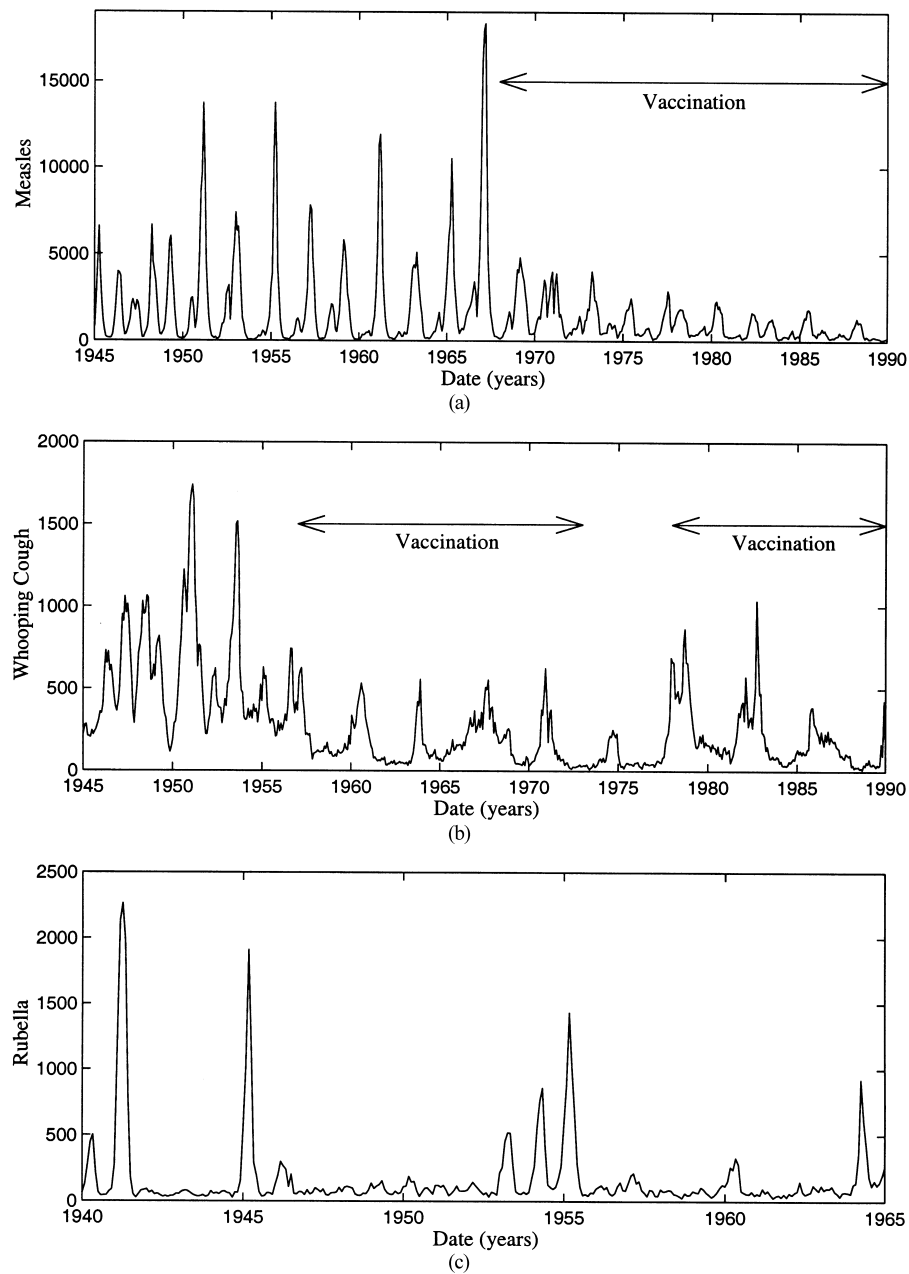 15000
10000
5000
0
Measles
Vaccination
1945 1950 1955 1960 1965 1970 1975 1980 1985 1990
Date (years)
(a)
2000
1500
1000
500
0
Whooping Cough
Vaccination
Vaccination
1945 1950 1955 1960 1965 1970 1975 1980 1985 1990
Date (years)
(b)
2500
2000
1500
1000
500
0
Rubella
1940 1945 1950 1955 1960 1965
Date (years)
(c)